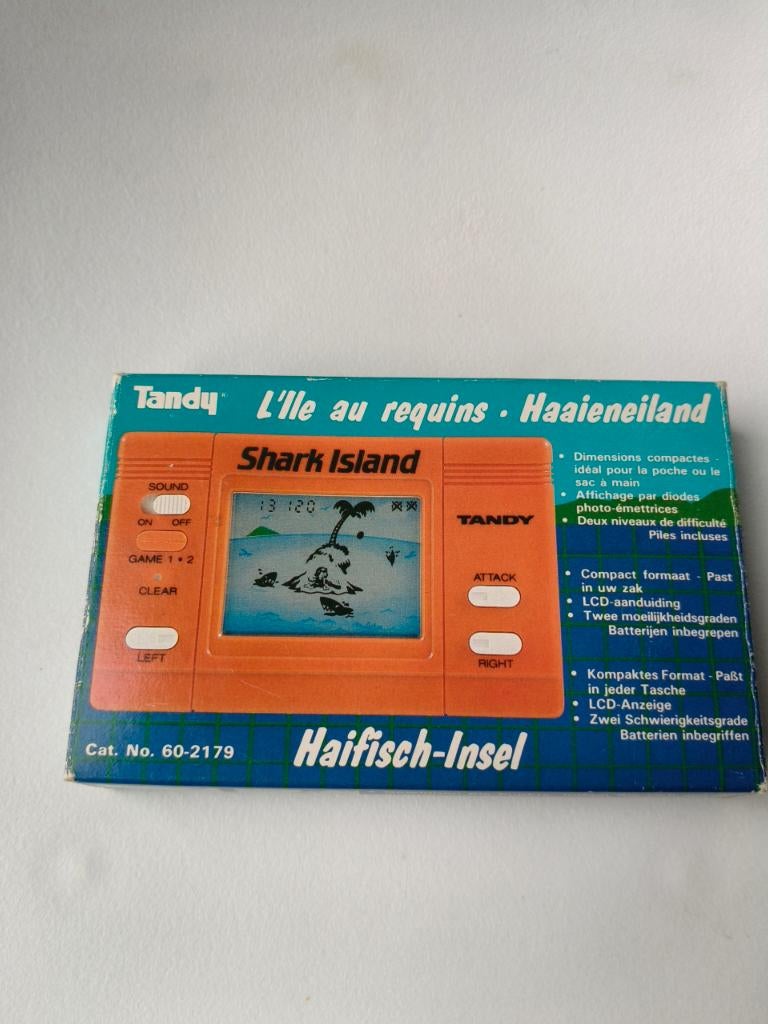 Tandy
L'Ile au requins • Haaieneiland
Shark Island
SOUND
ON OFF
GAME 1 • 2
CLEAR
LEFT
13 120
TANDY
ATTACK
RIGHT
• Dimensions compactes -
idéal pour la poche ou le
sac à main
• Affichage par diodes
photo-émettrices
• Deux niveaux de difficulté
Piles incluses
• Compact formaat - Past
in uw zak
• LCD-aanduiding
• Twee moeilijkheidsgraden
Batterijen inbegrepen
• Kompaktes Format - Paßt
in jeder Tasche
• LCD-Anzeige
• Zwei Schwierigkeitsgrade
Batterien inbegriffen
Cat. No. 60-2179
Haifisch-Insel